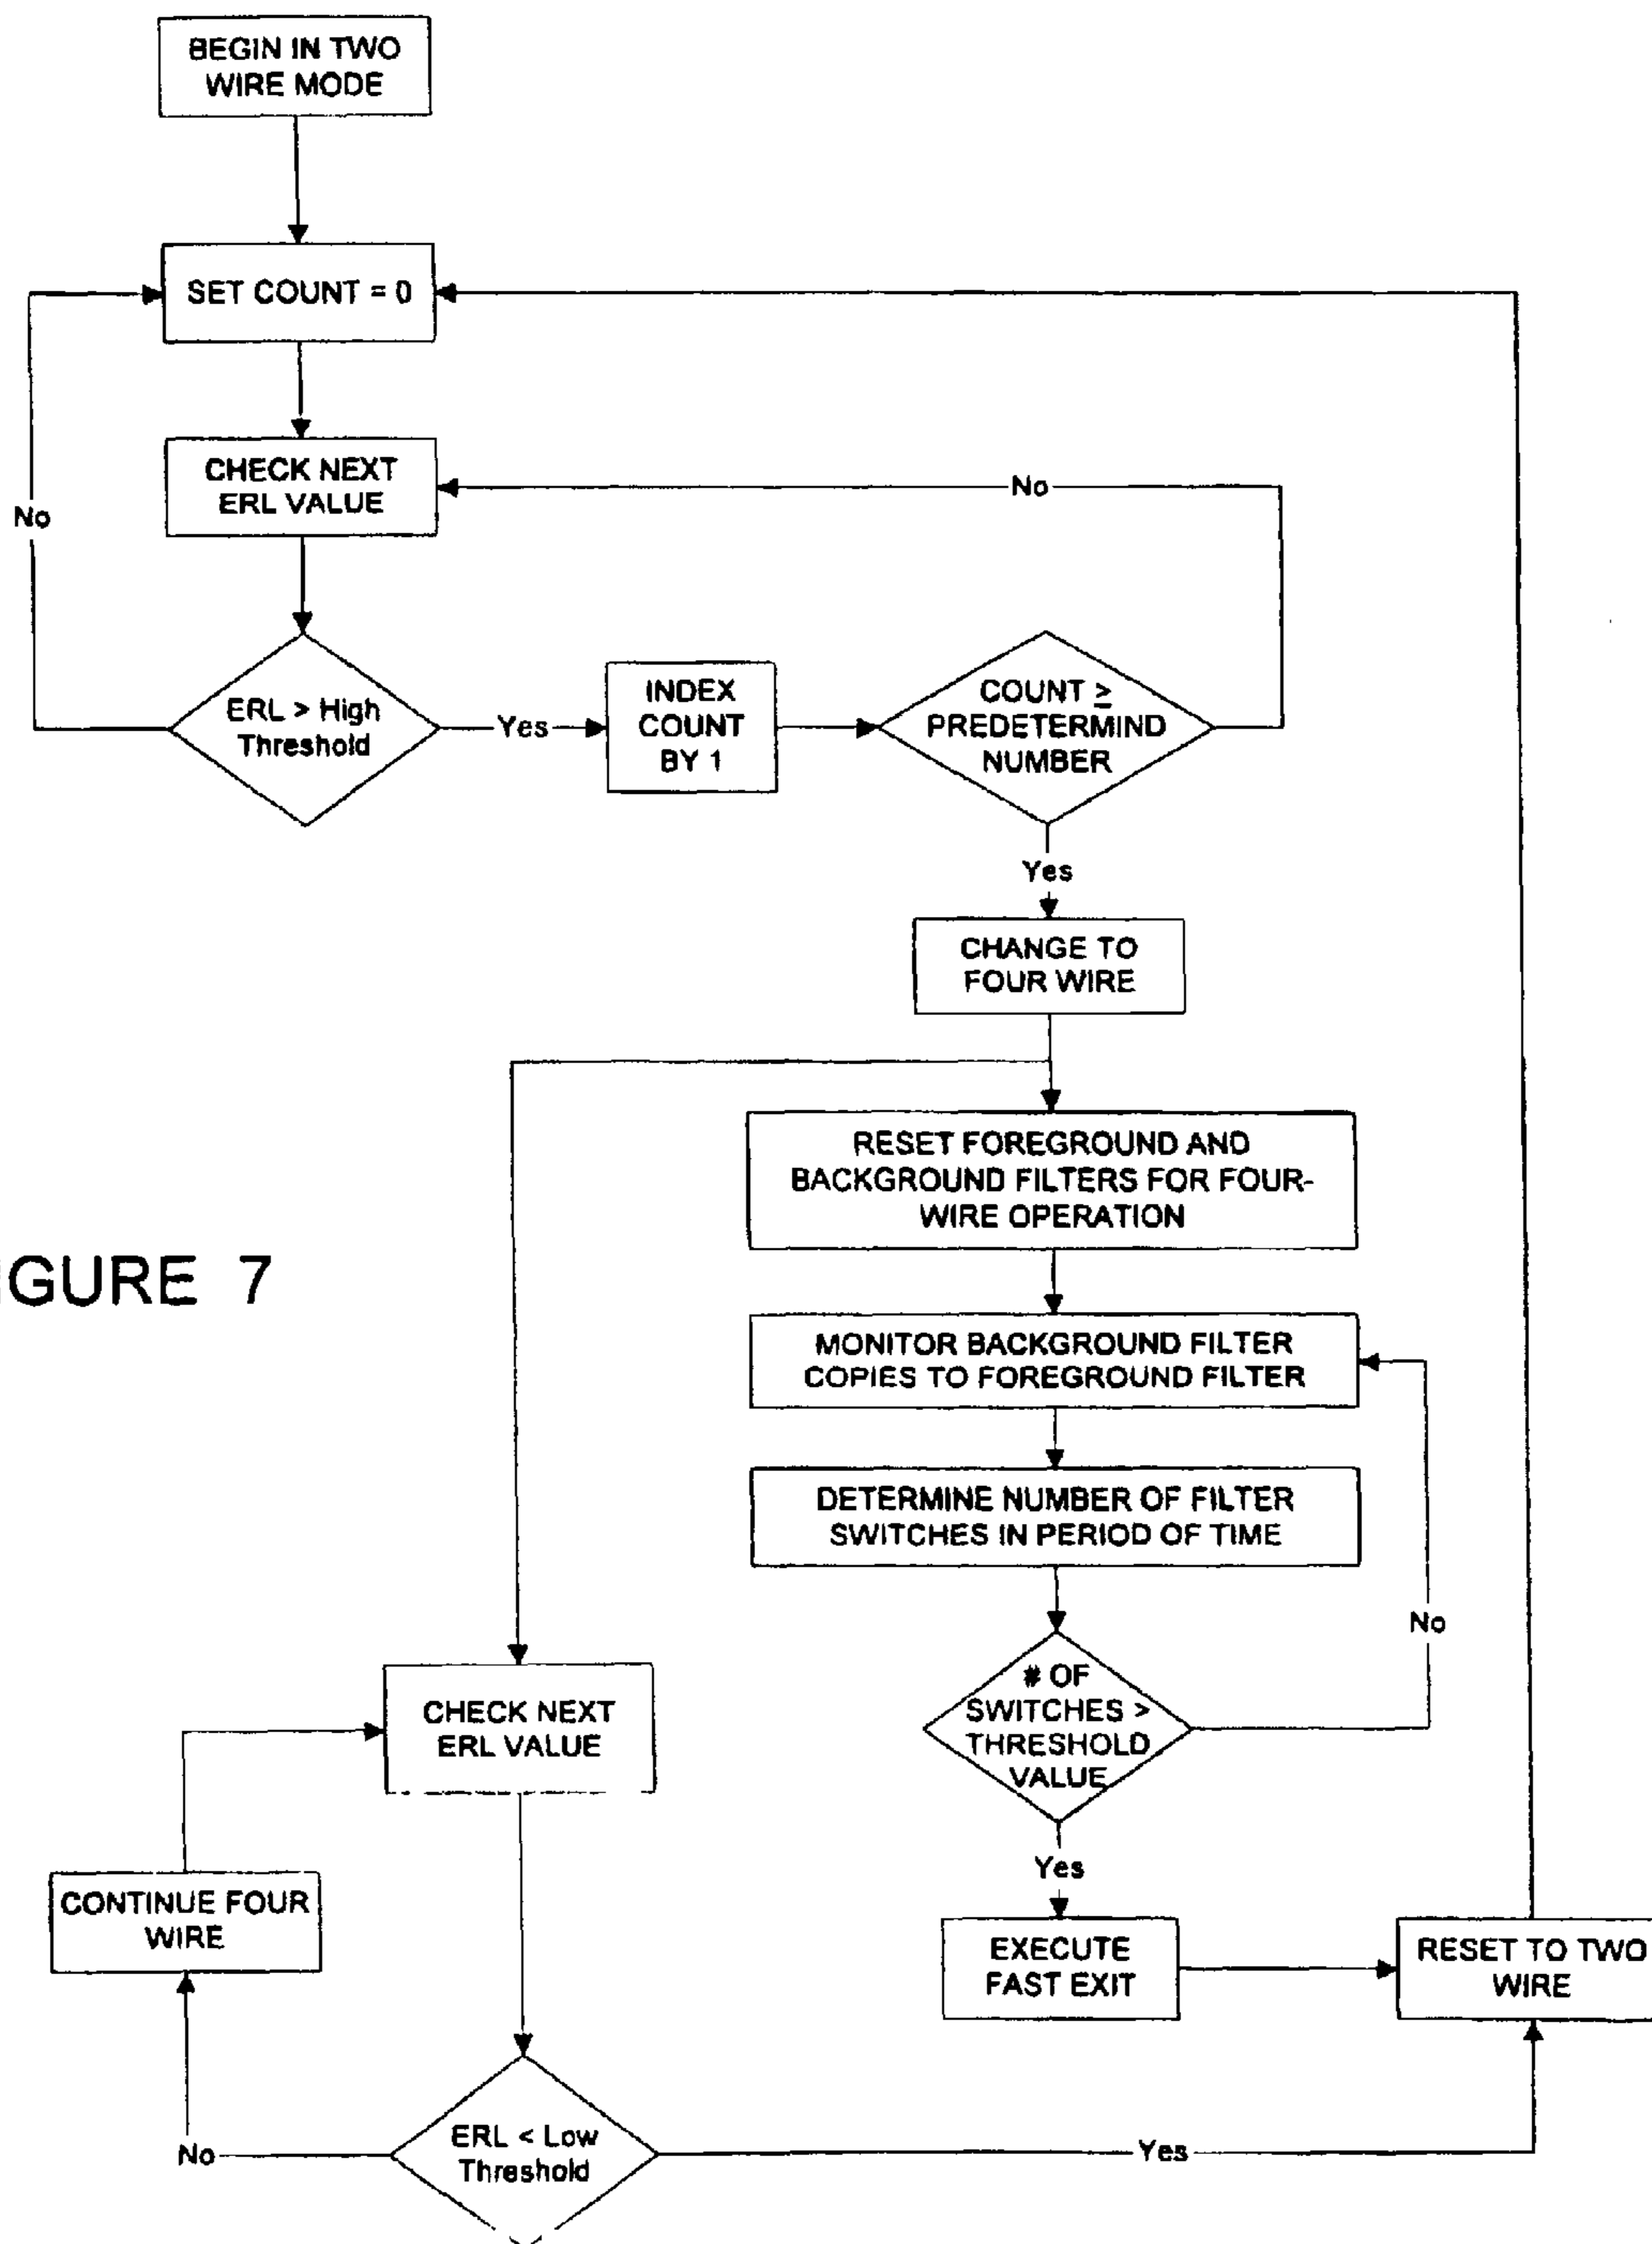 BEGIN IN TWO
WIRE MODE
SET COUNT = 0
CHECK NEXT
ERL VALUE
No
No
ERL > High
Threshold
Yes
INDEX
COUNT
BY 1
COUNT ≥
PREDETERMIND
NUMBER
Yes
CHANGE TO
FOUR WIRE
RESET FOREGROUND AND
BACKGROUND FILTERS FOR FOUR-
WIRE OPERATION
IGURE 7
MONITOR BACKGROUND FILTER
COPIES TO FOREGROUND FILTER
DETERMINE NUMBER OF FILTER
SWITCHES IN PERIOD OF TIME
No
# OF
SWITCHES >
THRESHOLD
VALUE
CHECK NEXT
ERL VALUE
Yes
CONTINUE FOUR
WIRE
EXECUTE
FAST EXIT
RESET TO TWO
WIRE
No
ERL < Low
Threshold
Yes